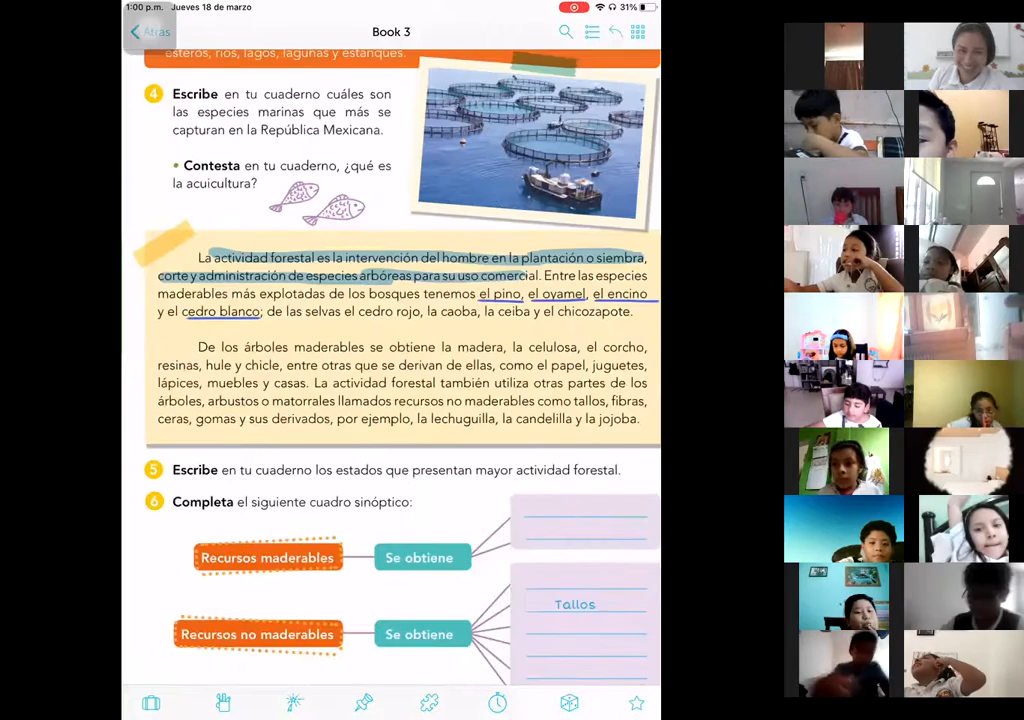 1:00 p.m. Jueves 18 de marzo
31%
Atrás
Book 3
esteros, ríos, lagos, lagunas y estanques.
4 Escribe en tu cuaderno cuáles son
las especies marinas que más se
capturan en la República Mexicana.
• Contesta en tu cuaderno, ¿qué es
la acuicultura?
La actividad forestal es la intervención del hombre en la plantación o siembra,
corte y administración de especies arbóreas para su uso comercial. Entre las especies
maderables más explotadas de los bosques tenemos el pino, el oyamel, el encino
y el cedro blanco; de las selvas el cedro rojo, la caoba, la ceiba y el chicozapote.
De los árboles maderables se obtiene la madera, la celulosa, el corcho,
resinas, hule y chicle, entre otras que se derivan de ellas, como el papel, juguetes,
lápices, muebles y casas. La actividad forestal también utiliza otras partes de los
árboles, arbustos o matorrales llamados recursos no maderables como tallos, fibras,
ceras, gomas y sus derivados, por ejemplo, la lechuguilla, la candelilla y la jojoba.
5 Escribe en tu cuaderno los estados que presentan mayor actividad forestal.
6 Completa el siguiente cuadro sinóptico:
Recursos maderables
Se obtiene
Tallos
Recursos no maderables
Se obtiene